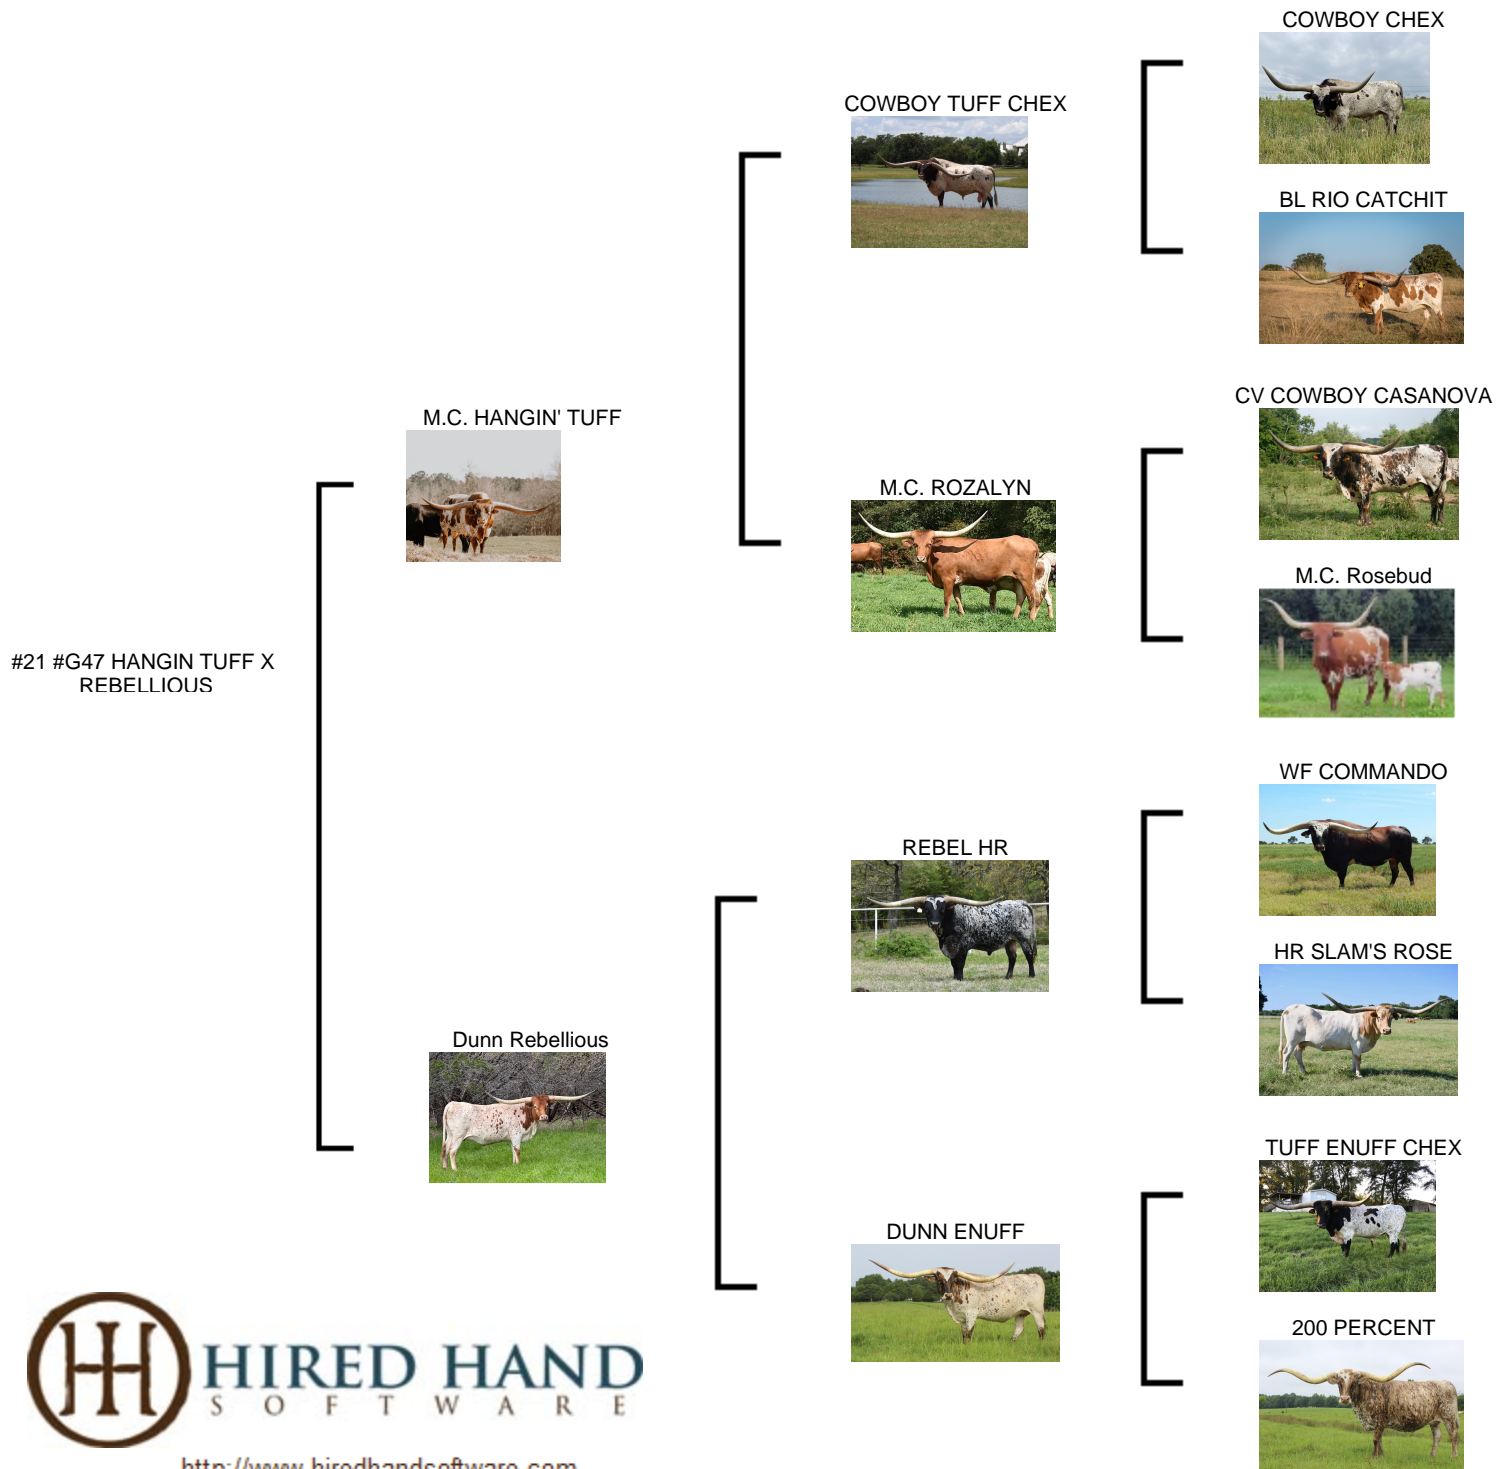 COWBOY CHEX
COWBOY TUFF CHEX
BL RIO CATCHIT
CV COWBOY CASANOVA
M.C. HANGIN' TUFF
M.C. ROZALYN
M.C. Rosebud
#21 #G47 HANGIN TUFF X
REBELLIOUS
WF COMMANDO
REBEL HR
HR SLAM'S ROSE
Dunn Rebellious
TUFF ENUFF CHEX
DUNN ENUFF
200 PERCENT
HIRED HAND
SOFTWARE
http://www.hiredhandsoftware.com